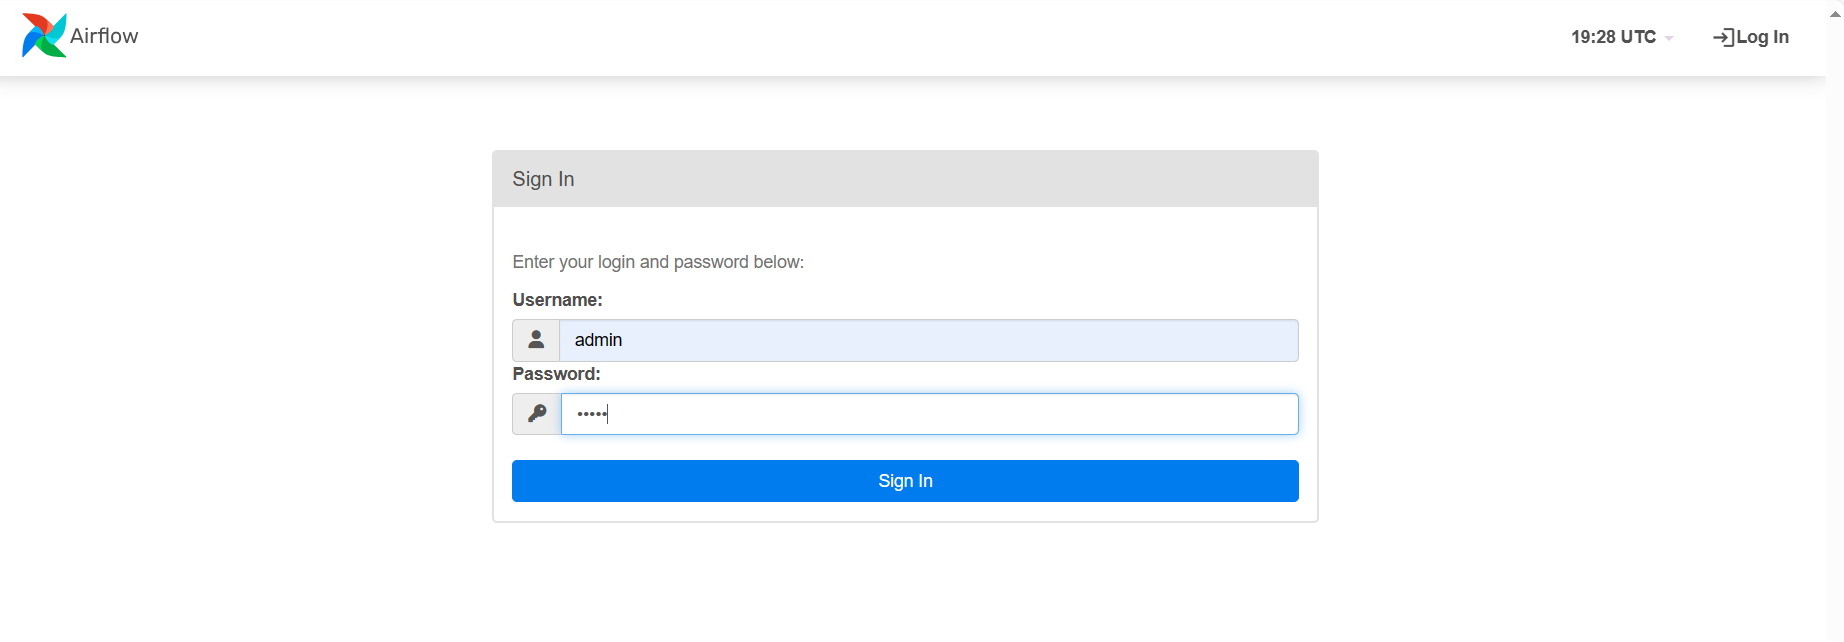 Airflow
19:28 UTC
Log In
Sign In
Enter your login and password below:
Username:
admin
Password:
•••••
Sign In